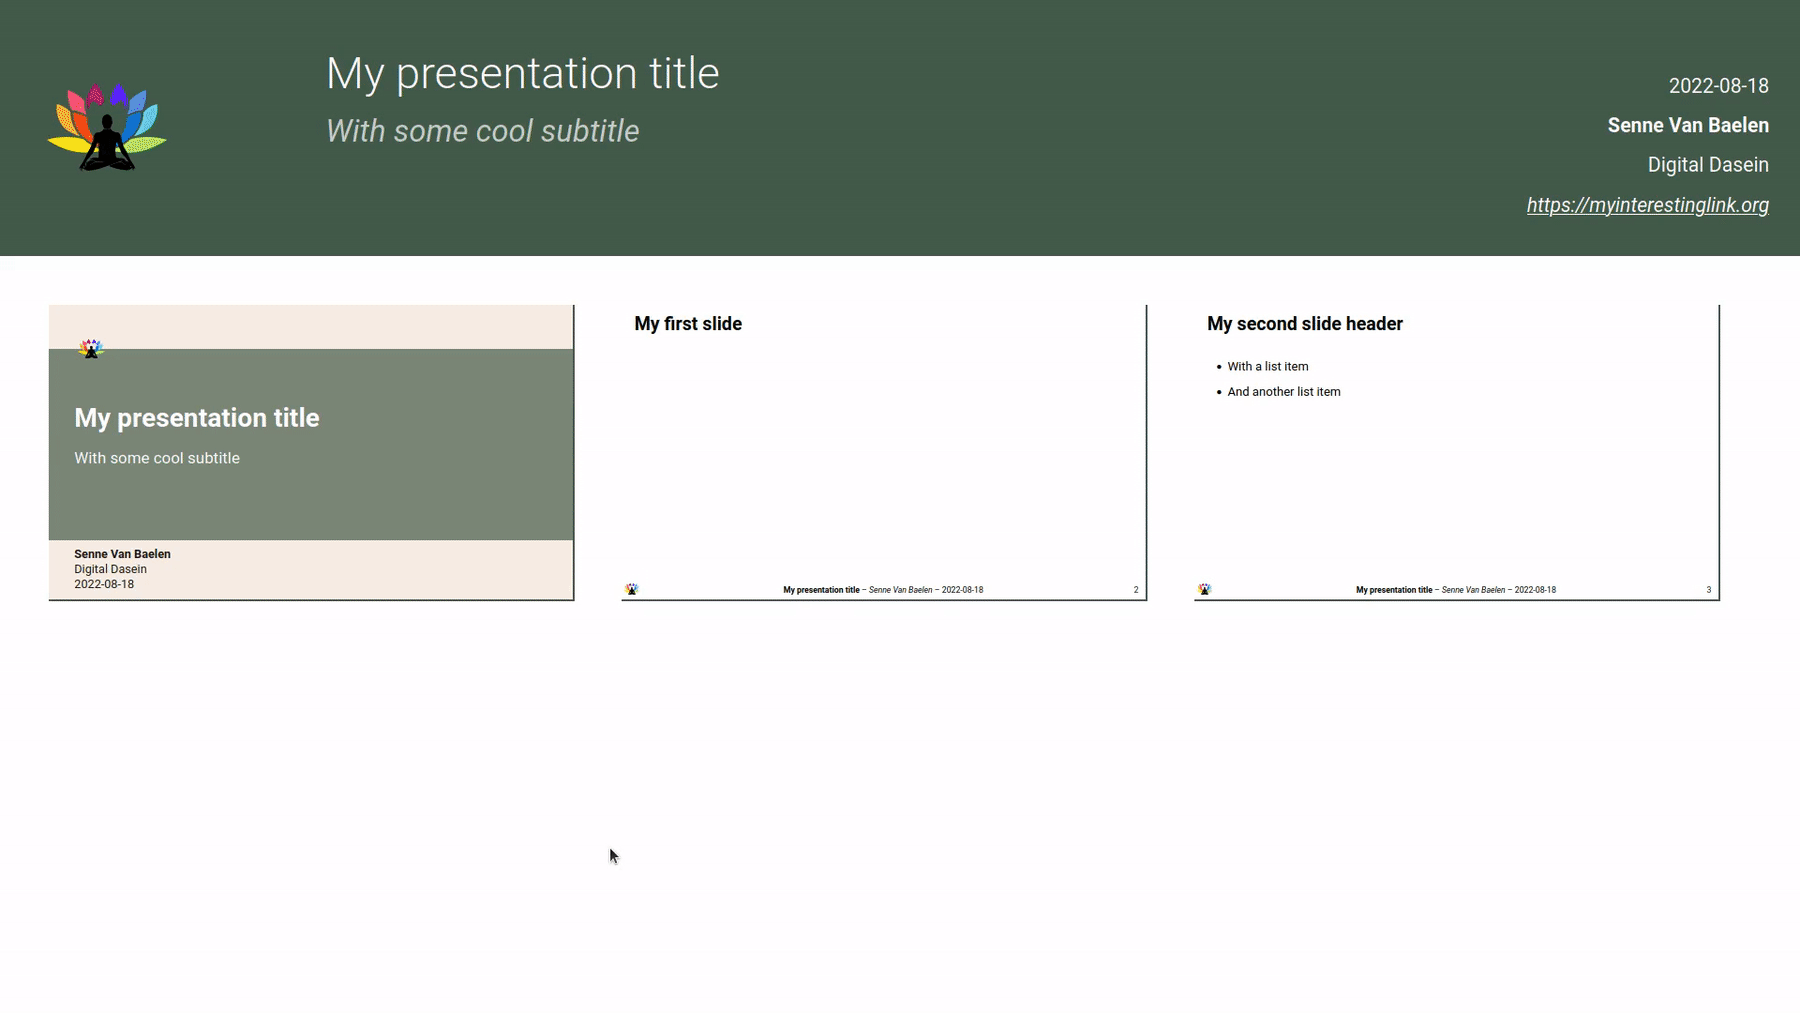 My presentation title
With some cool subtitle
2022-08-18
Senne Van Baelen
Digital Dasein
https://myinterestinglink.org
My presentation title
With some cool subtitle
Senne Van Baelen
Digital Dasein
2022-08-18
My first slide
My presentation title – Senne Van Baelen – 2022-08-18
2
My second slide header
• With a list item
• And another list item
My presentation title – Senne Van Baelen – 2022-08-18
3